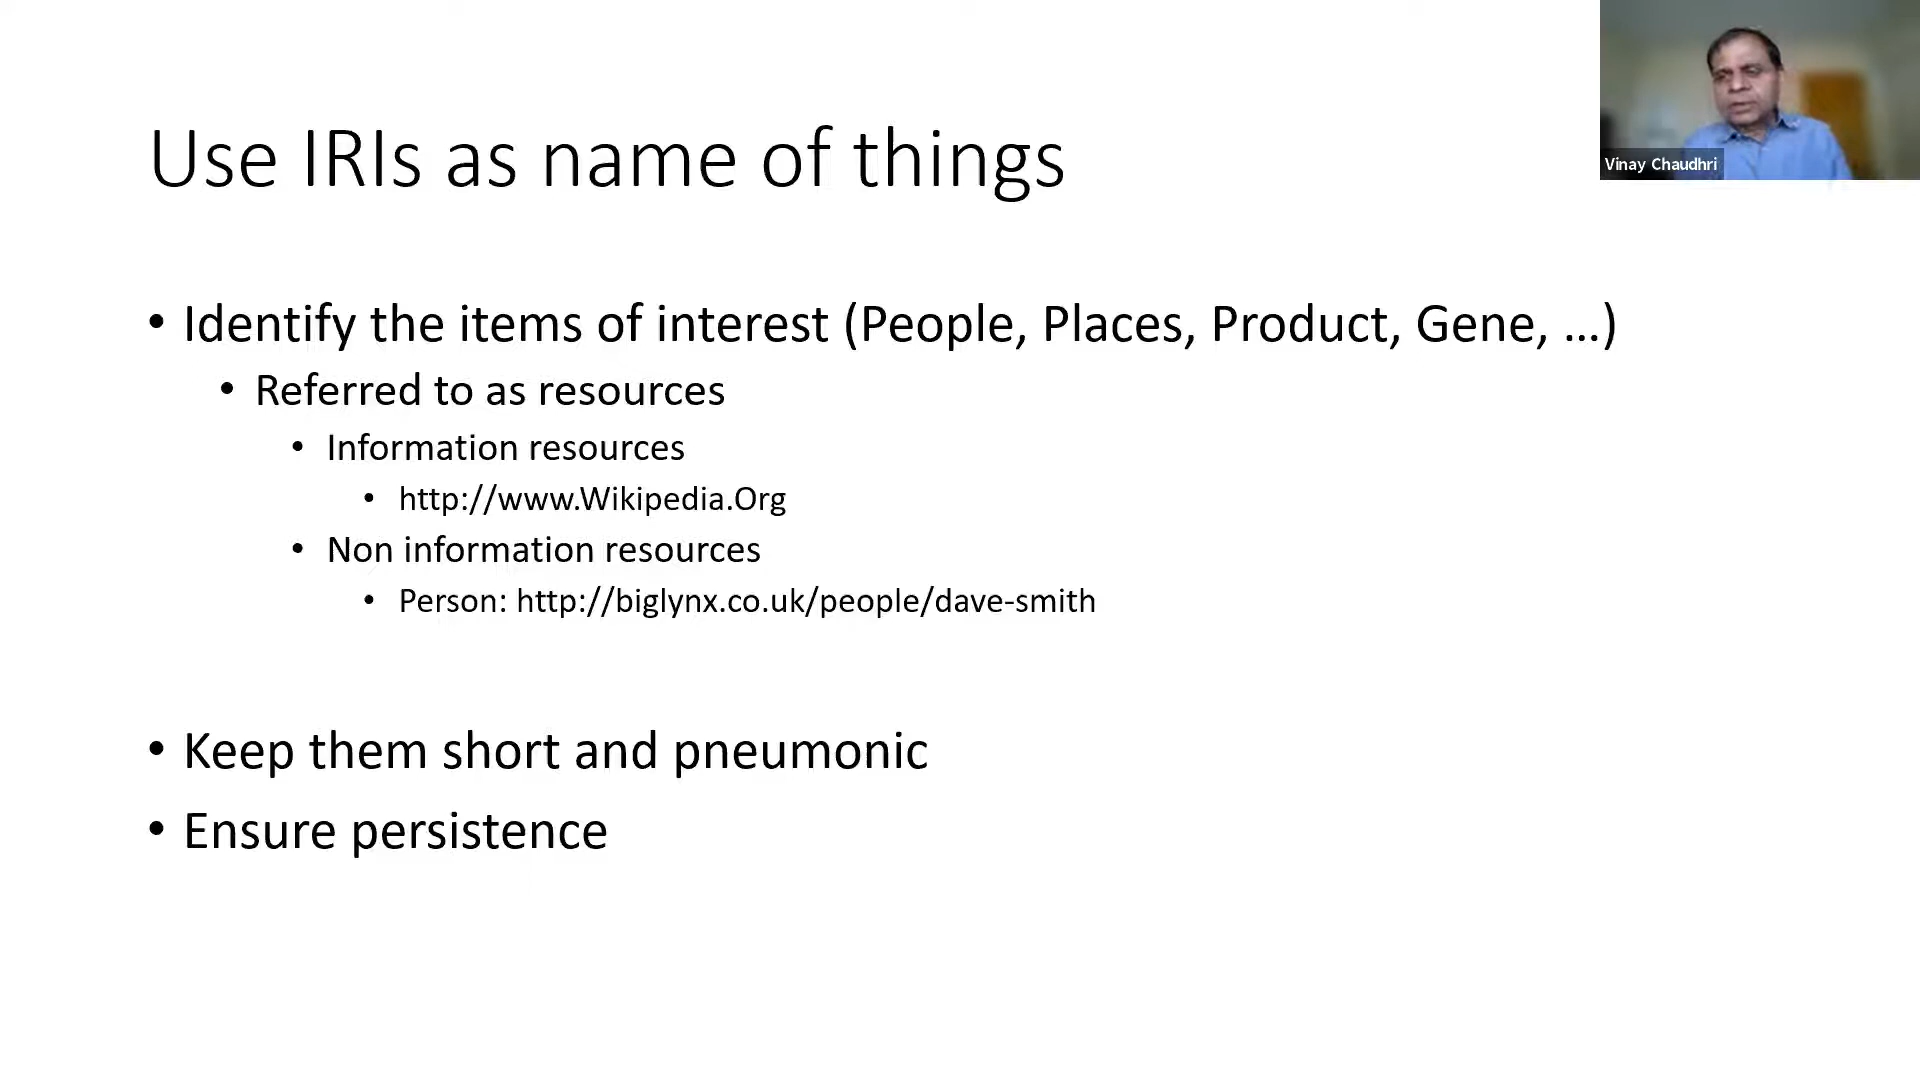 Use IRIs as name of things
• Identify the items of interest (People, Places, Product, Gene, …)
• Referred to as resources
• Information resources
• http://www.Wikipedia.Org
• Non information resources
• Person: http://biglynx.co.uk/people/dave-smith
• Keep them short and pneumonic
• Ensure persistence
Vinay Chaudhri